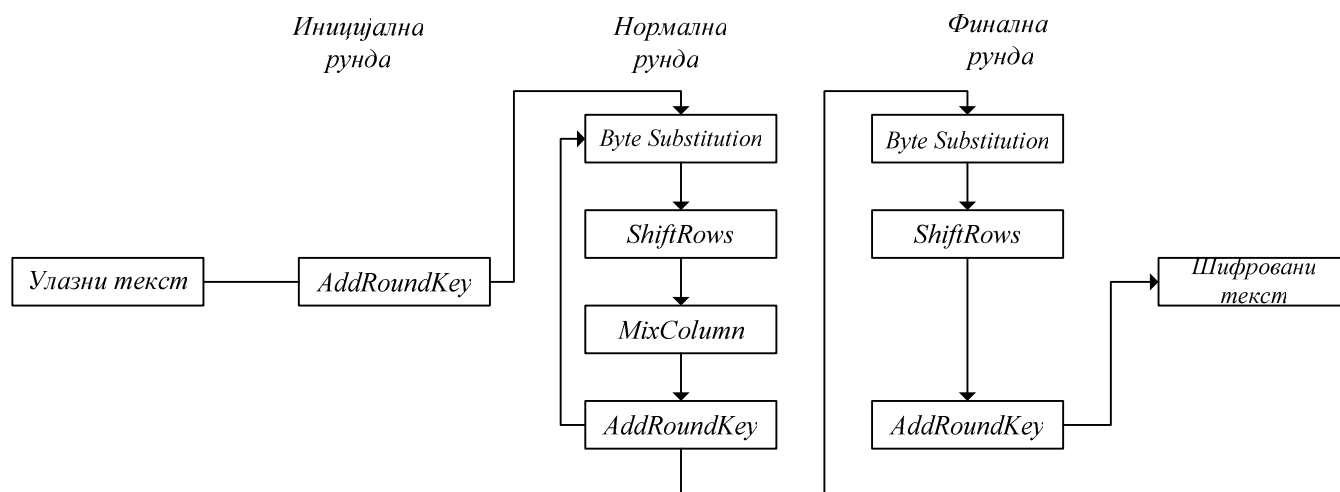 Иницијална
рунда
Нормална
рунда
Финална
рунда
Byte Substitution
Byte Substitution
ShiftRows
ShiftRows
Улазни текст
AddRoundKey
Шифровани
текст
MixColumn
AddRoundKey
AddRoundKey